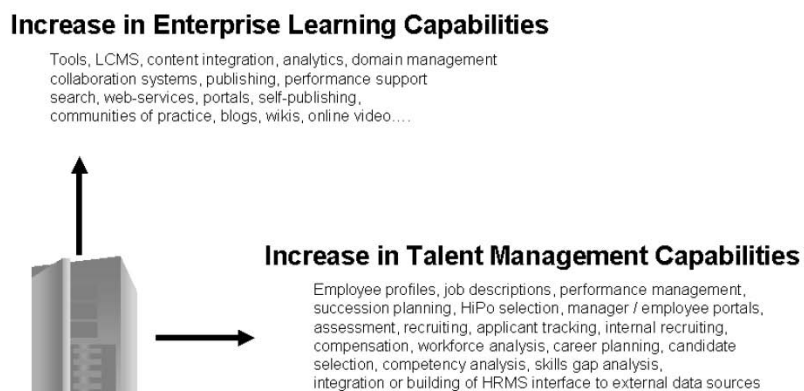 Increase in Enterprise Learning Capabilities
Tools, LCMS, content integration, analytics, domain management
collaboration systems, publishing, performance support
search, web-services, portals, self-publishing,
communities of practice, blogs, wikis, online video....
Increase in Talent Management Capabilities
Employee profiles, job descriptions, performance management,
succession planning, HiPo selection, manager / employee portals,
assessment, recruiting, applicant tracking, internal recruiting,
compensation, workforce analysis, career planning, candidate
selection, competency analysis, skills gap analysis,
integration or building of HRMS interface to external data sources